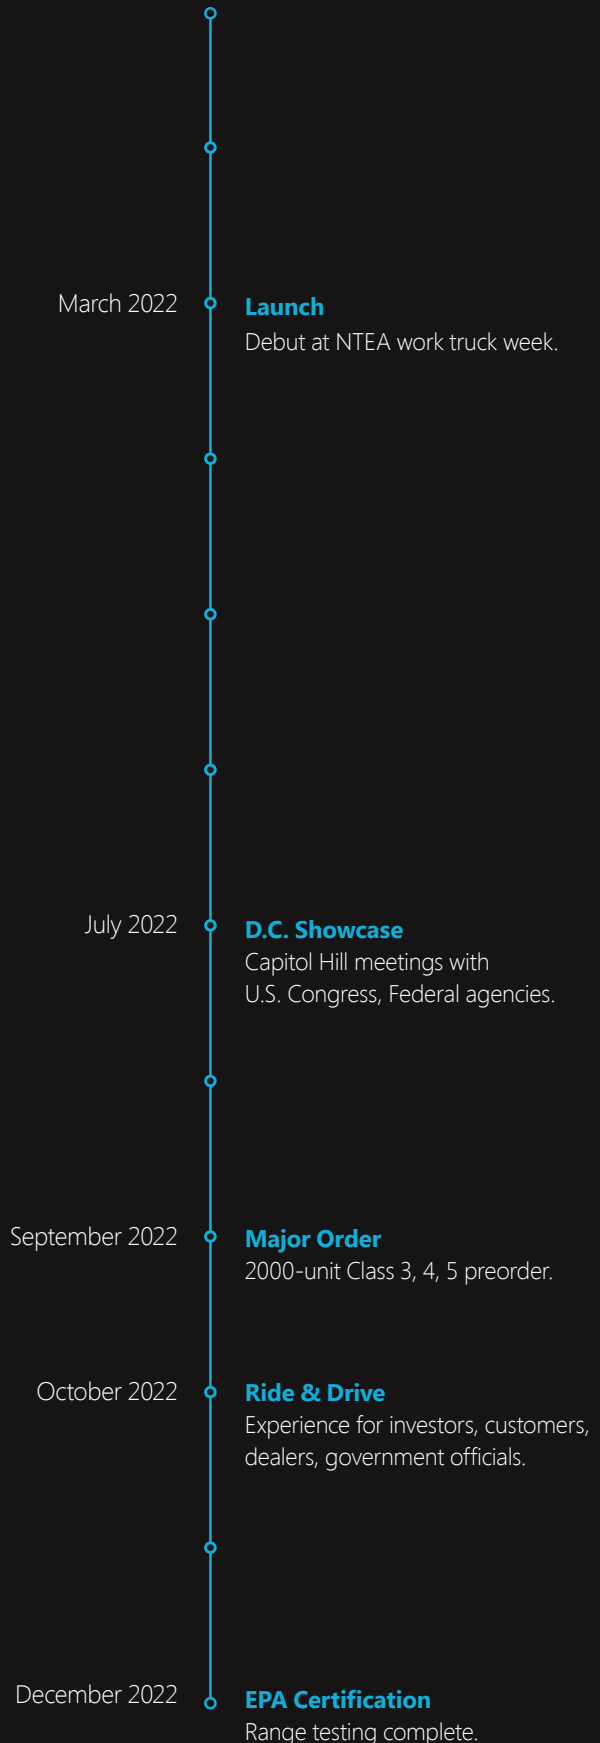 March 2022
Launch
Debut at NTEA work truck week.
July 2022
D.C. Showcase
Capitol Hill meetings with
U.S. Congress, Federal agencies.
September 2022
Major Order
2000-unit Class 3, 4, 5 preorder.
October 2022
Ride & Drive
Experience for investors, customers,
dealers, government officials.
December 2022
EPA Certification
Range testing complete.